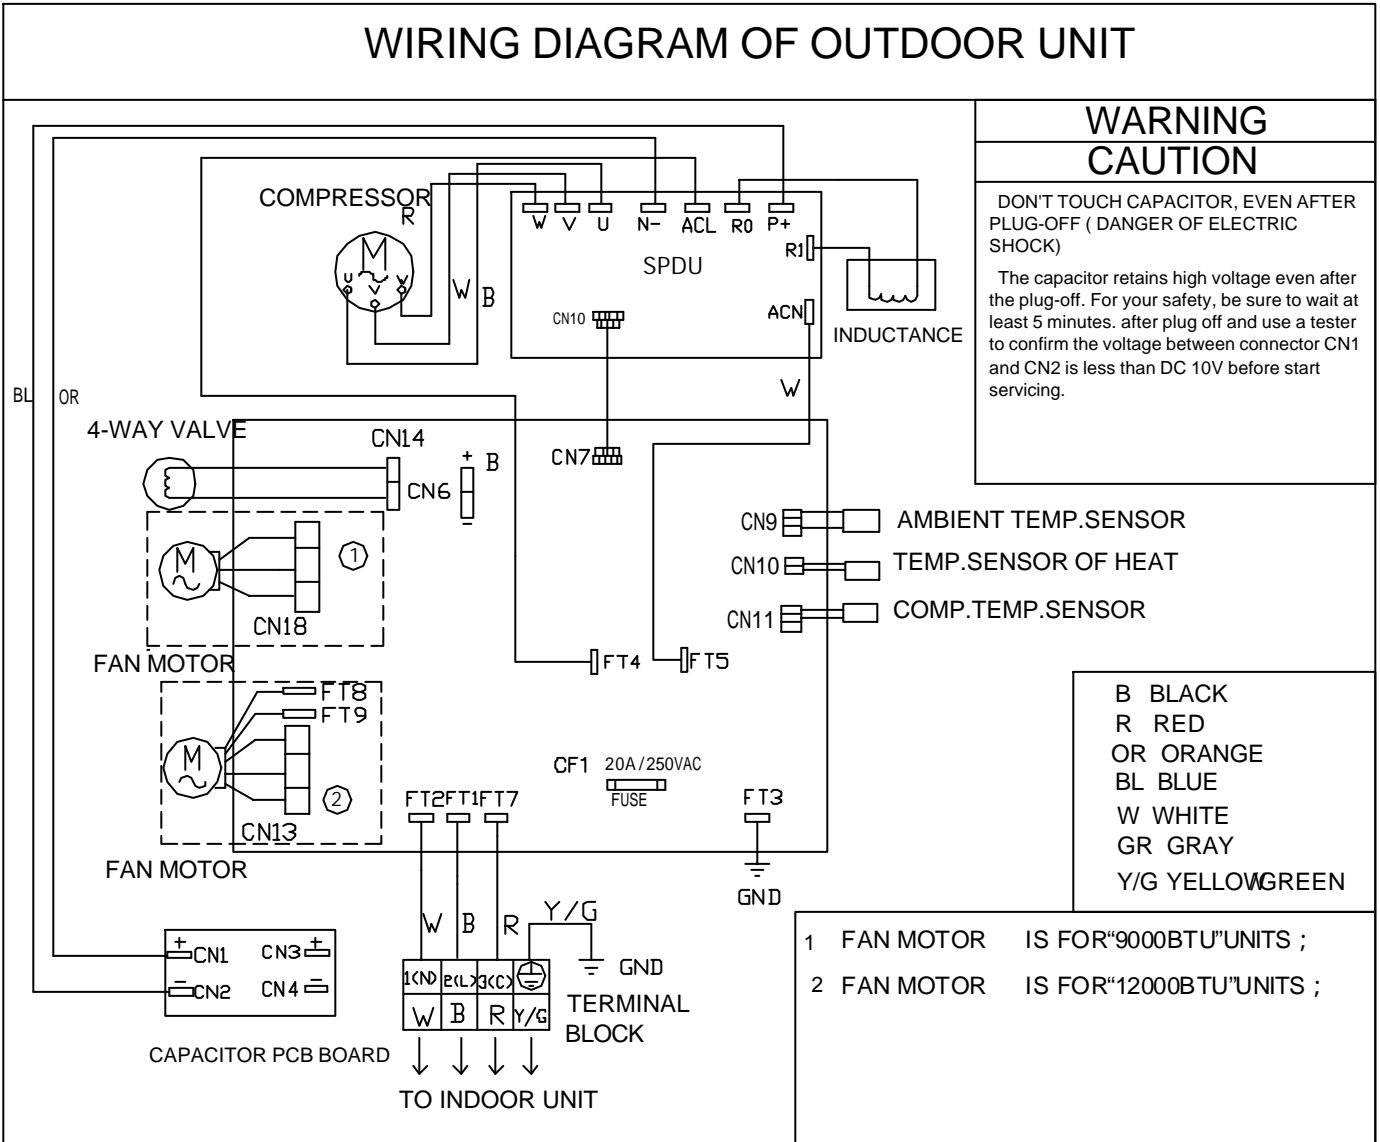 WIRING DIAGRAM OF OUTDOOR UNIT
WARNING
CAUTION
DON'T TOUCH CAPACITOR, EVEN AFTER
PLUG-OFF ( DANGER OF ELECTRIC
SHOCK)
The capacitor retains high voltage even after
the plug-off. For your safety, be sure to wait at
least 5 minutes. after plug off and use a tester
to confirm the voltage between connector CN1
and CN2 is less than DC 10V before start
servicing.
COMPRESSOR
R
M
U V W
W B
W V U N- ACL R0 P+
R1
SPDU
CN10
ACN
INDUCTANCE
W
BL OR
4-WAY VALVE
CN14
CN6
+ B
-
CN7
M
1
CN18
FAN MOTOR
CN9 AMBIENT TEMP.SENSOR
CN10 TEMP.SENSOR OF HEAT
CN11 COMP.TEMP.SENSOR
FT4 FT5
FT8
FT9
M
2
CN13
FAN MOTOR
CF1 20A/250VAC
FUSE
FT2 FT1 FT7
FT3
GND
B BLACK
R RED
OR ORANGE
BL BLUE
W WHITE
GR GRAY
Y/G YELLOW/GREEN
W B R Y/G
GND
+ CN1 CN3 +
- CN2 CN4 -
CAPACITOR PCB BOARD
1(N) 2(L) 3(C)
W B R Y/G
TERMINAL
BLOCK
TO INDOOR UNIT
1 FAN MOTOR IS FOR“9000BTU”UNITS ;
2 FAN MOTOR IS FOR“12000BTU”UNITS ;